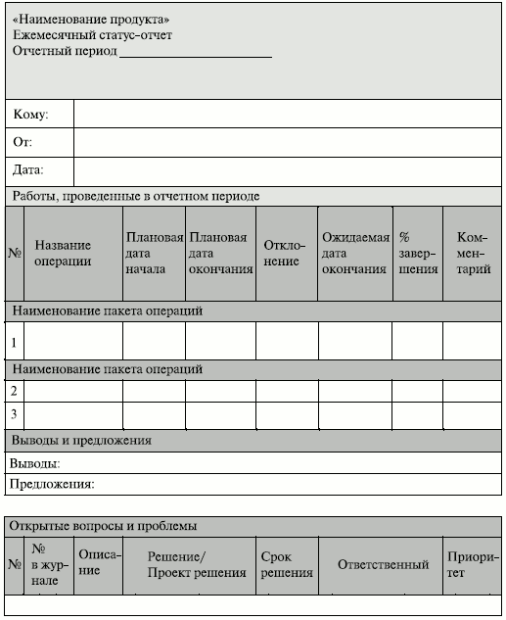 «Наименование продукта»
Ежемесячный статус-отчет
Отчетный период
Кому:
От:
Дата:
Работы, проведенные в отчетном периоде
№
Название
операции
Плановая
дата
начала
Плановая
дата
окончания
Откло-
нение
Ожидаемая
дата
окончания
%
завер-
шения
Ком-
мен-
тарий
Наименование пакета операций
1
Наименование пакета операций
2
3
Выводы и предложения
Выводы:
Предложения:
Открытые вопросы и проблемы
№
№
в жур-
нале
Описа-
ние
Решение/
Проект решения
Срок
решения
Ответственный
Приори-
тет